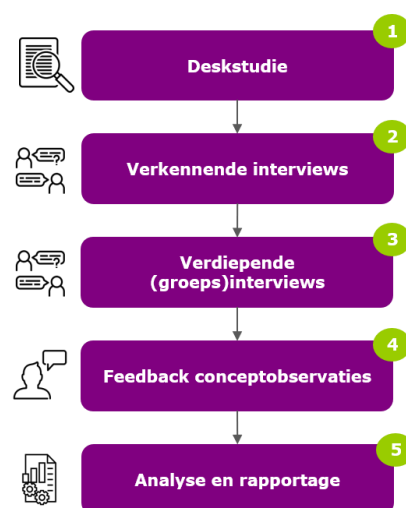 1
Deskstudie
2
Verkennende interviews
3
Verdiepende
(groeps)interviews
4
Feedback conceptobservaties
5
Analyse en rapportage